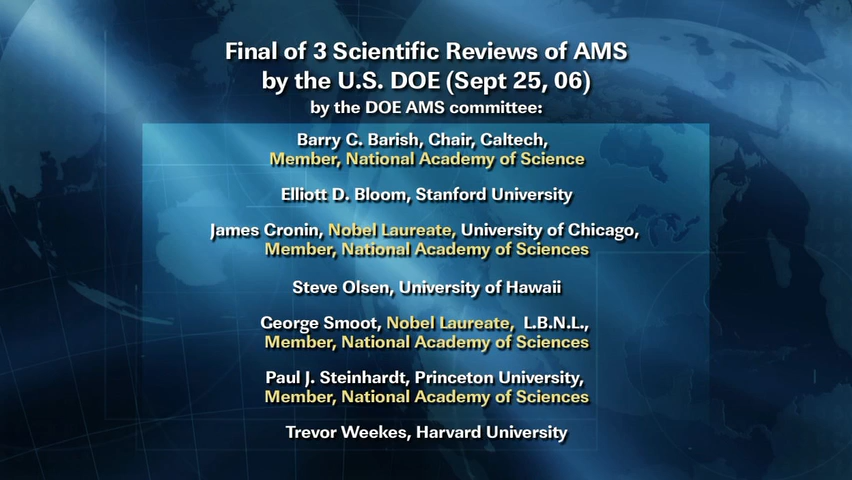 Final of 3 Scientific Reviews of AMS
by the U.S. DOE (Sept 25, 06)
by the DOE AMS committee:
Barry C. Barish, Chair, Caltech,
Member, National Academy of Science
Elliott D. Bloom, Stanford University
James Cronin, Nobel Laureate, University of Chicago,
Member, National Academy of Sciences
Steve Olsen, University of Hawaii
George Smoot, Nobel Laureate, L.B.N.L.,
Member, National Academy of Sciences
Paul J. Steinhardt, Princeton University,
Member, National Academy of Sciences
Trevor Weekes, Harvard University